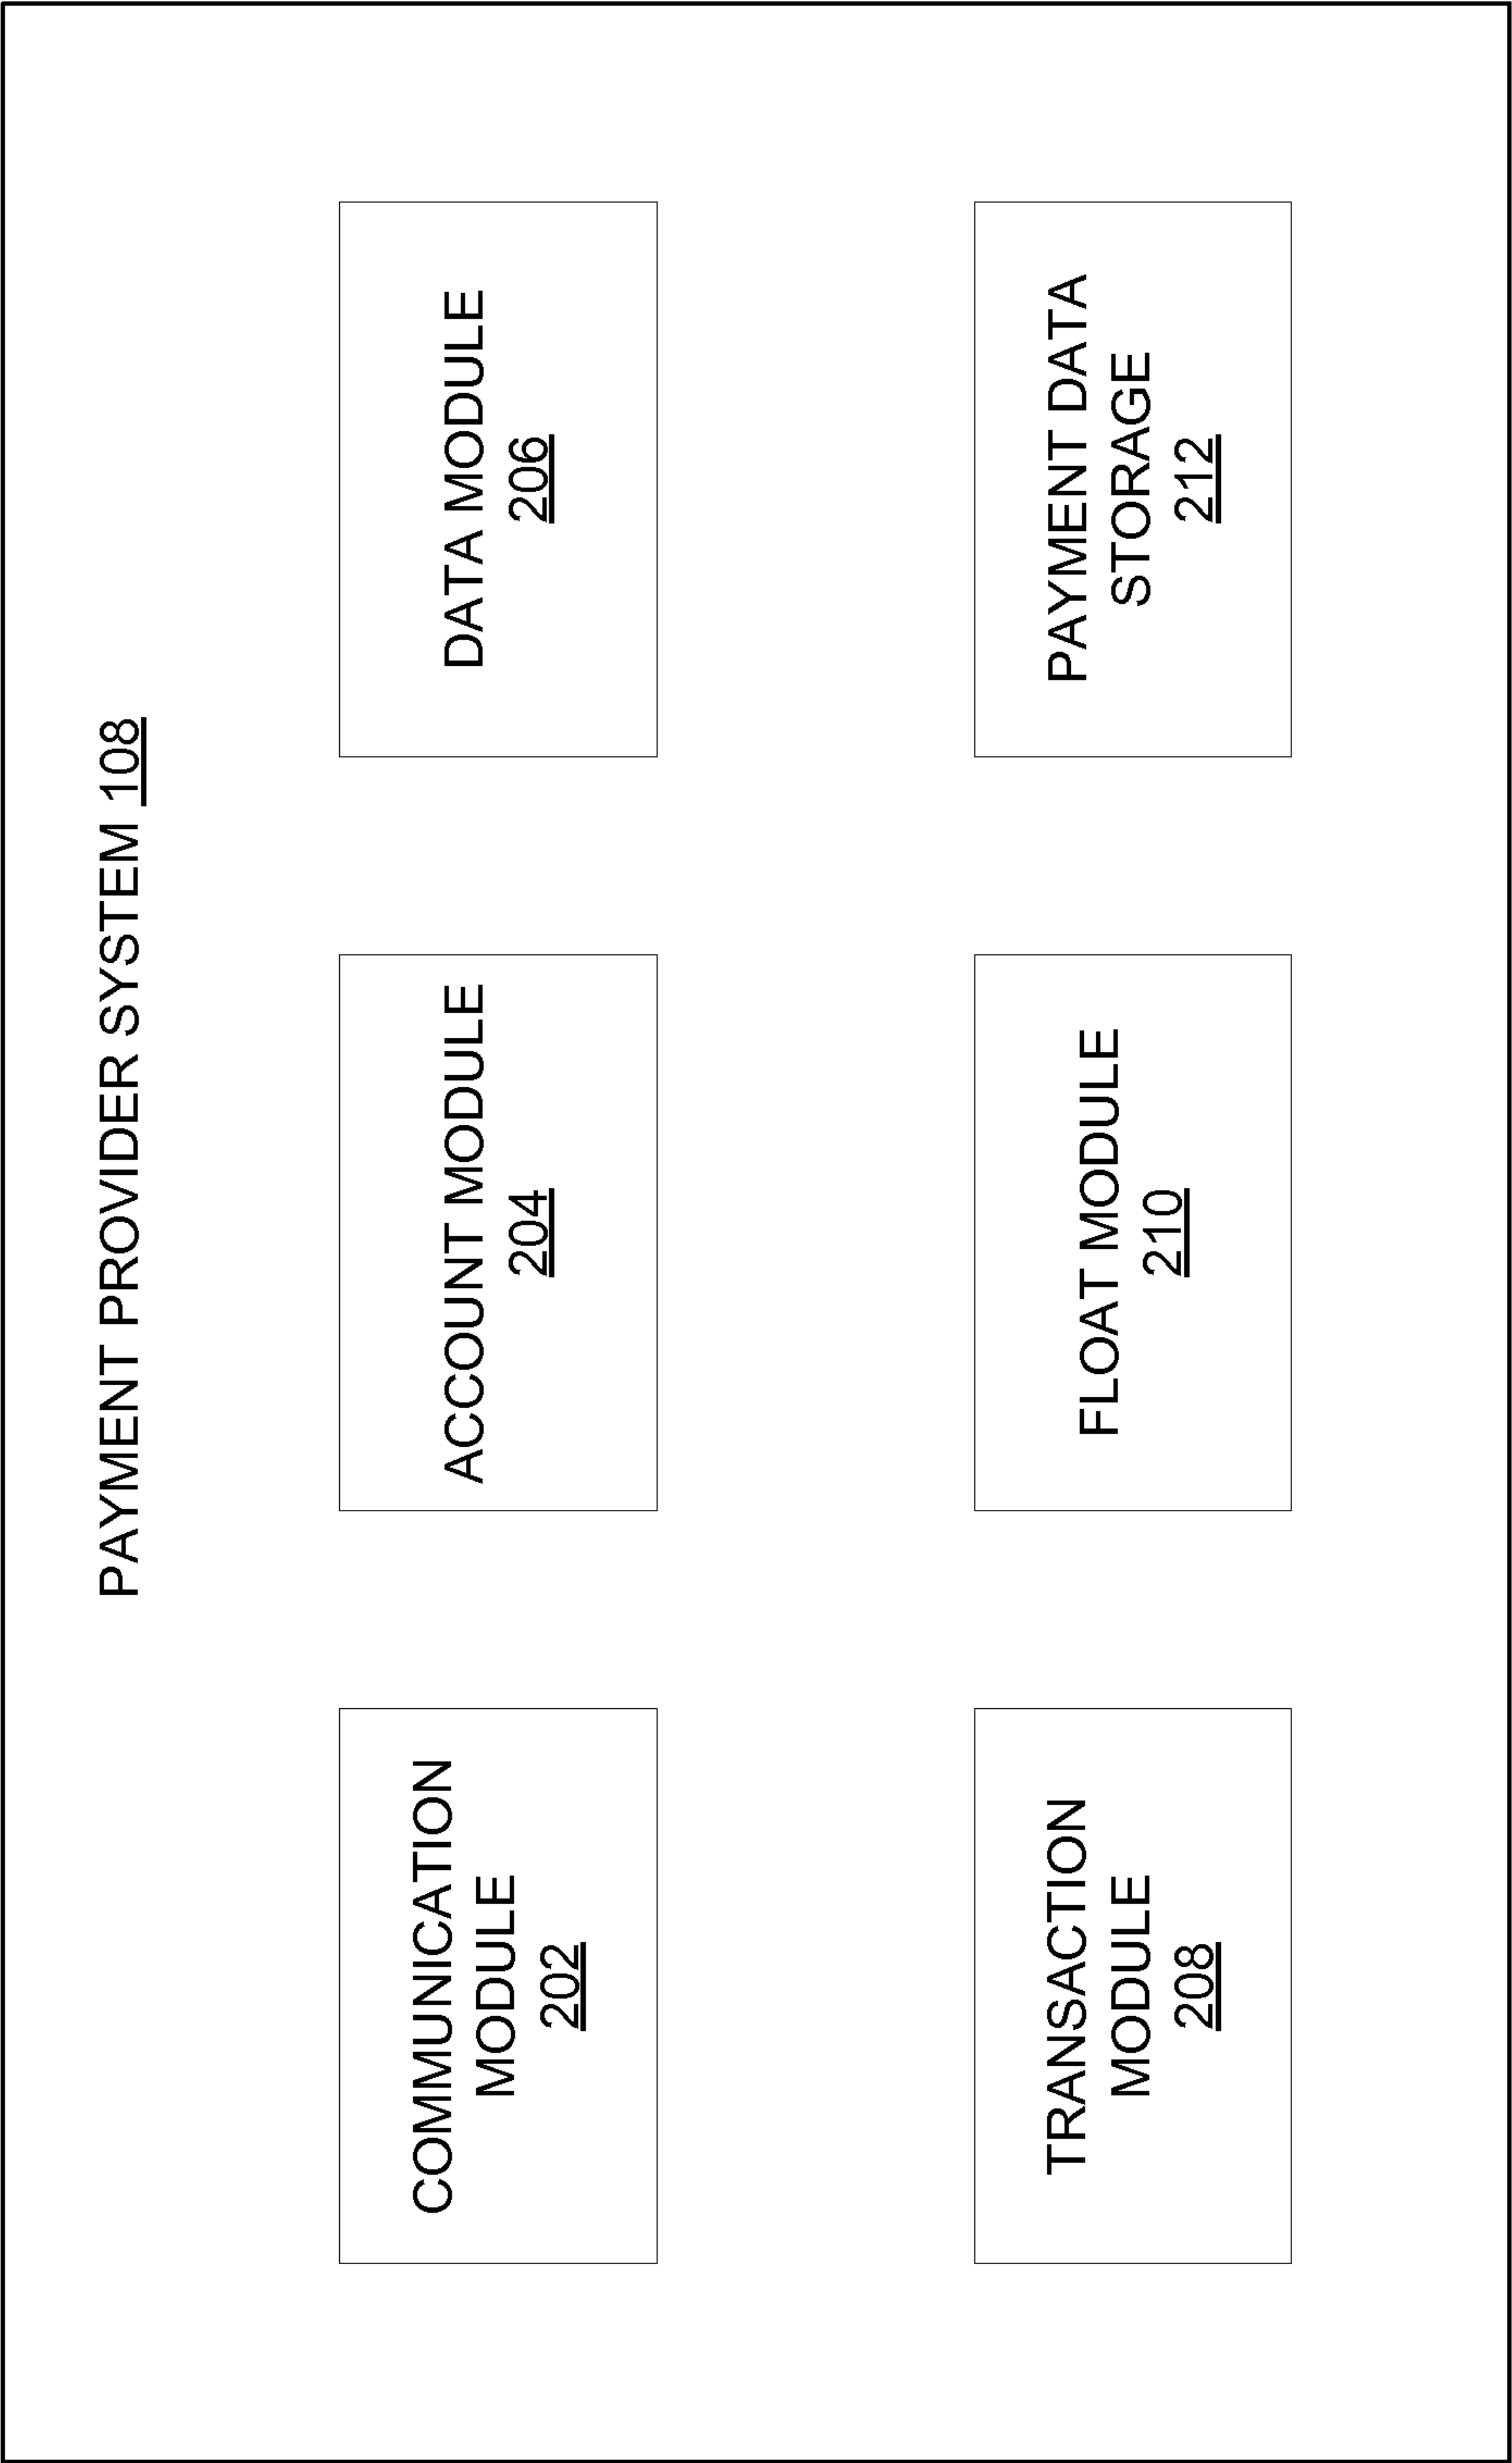 PAYMENT PROVIDER SYSTEM 108
COMMUNICATION
MODULE
202
ACCOUNT MODULE
204
DATA MODULE
206
TRANSACTION
MODULE
208
FLOAT MODULE
210
PAYMENT DATA
STORAGE
212